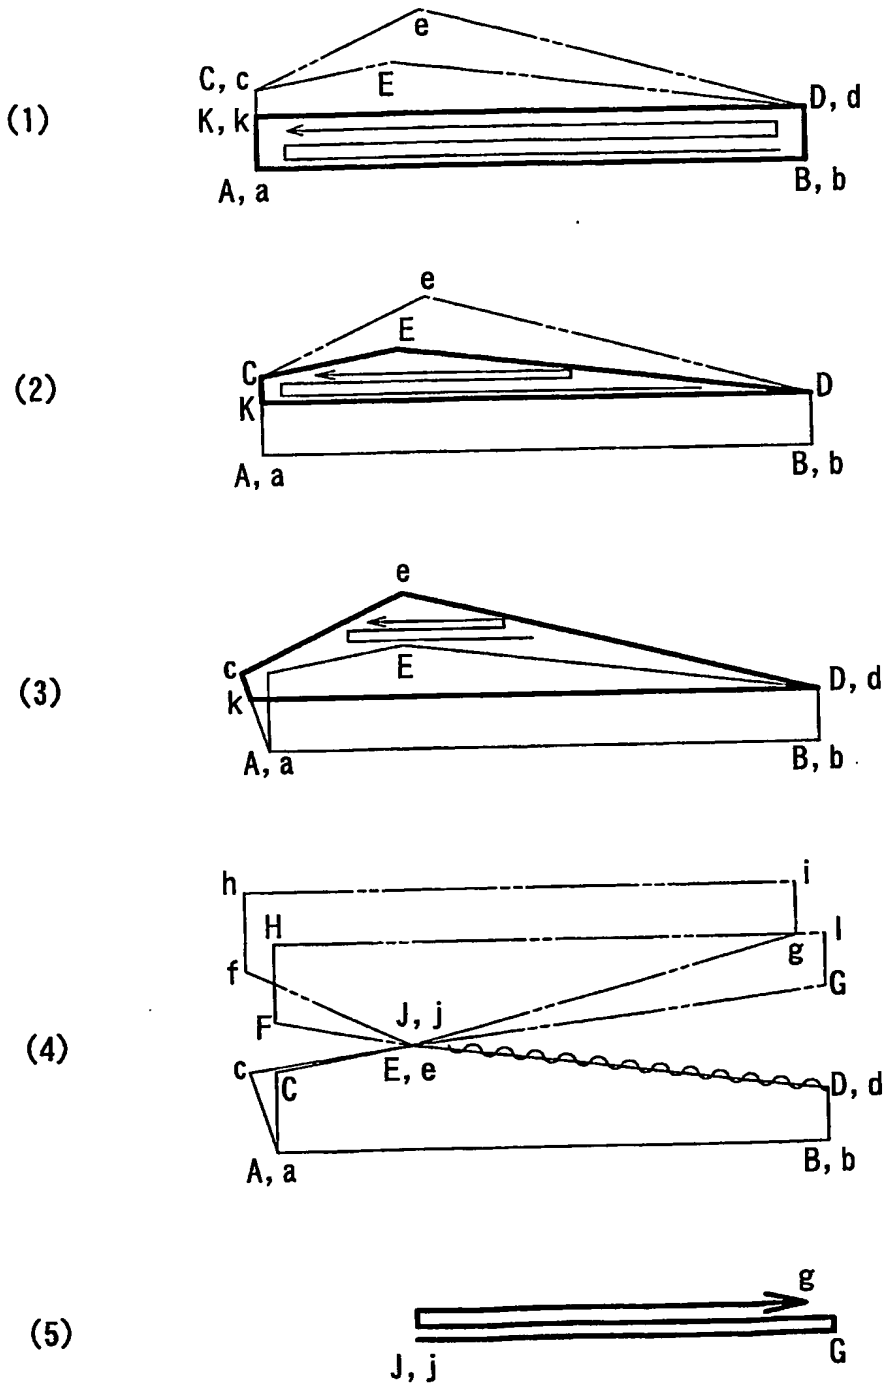 e
C, c
E
D, d
(1)
K, k
A, a
B, b
e
E
C
(2)
D
K
B, b
A, a
e
c
E
D, d
(3)
k
A, a
B, b
h
i
H
I
g
f
G
J, j
F
(4)
E, e
c
C
D, d
A, a
B, b
g
(5)
G
J, j